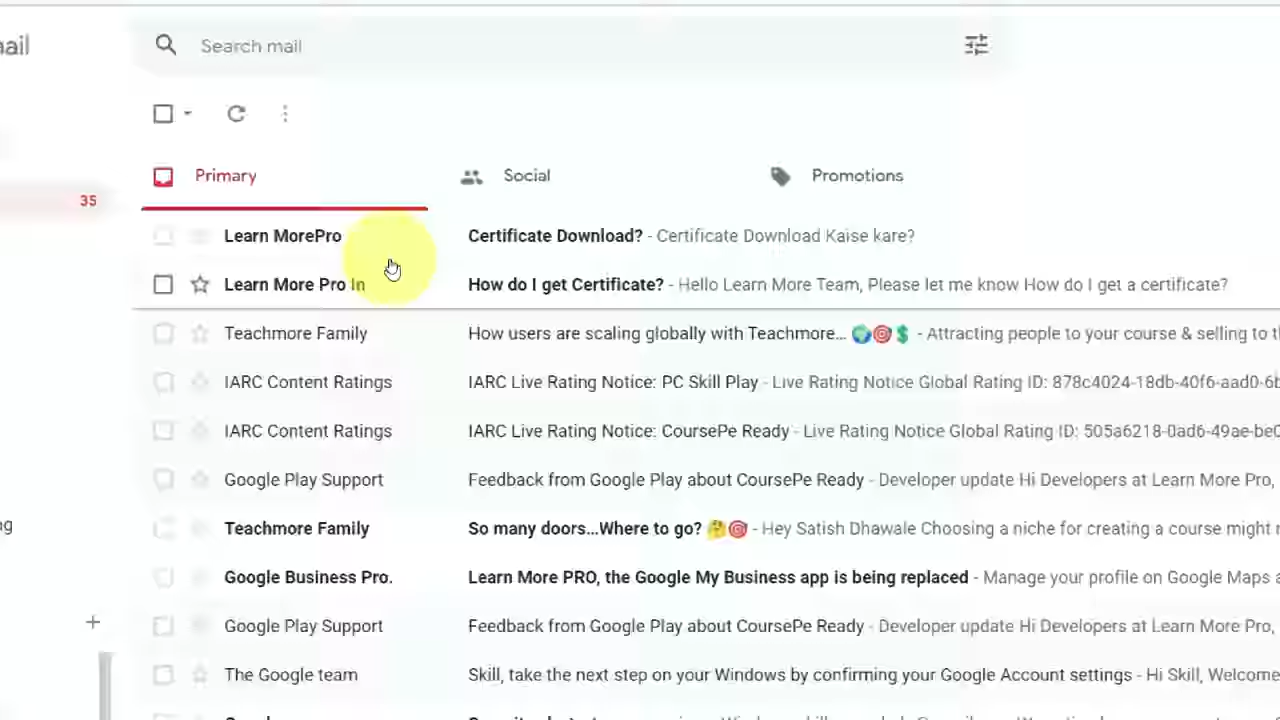 ail
Search mail
35
Primary Social Promotions
Learn MorePro Certificate Download? - Certificate Download Kaise kare?
Learn More Pro In How do I get Certificate? - Hello Learn More Team, Please let me know How do I get a certificate?
Teachmore Family How users are scaling globally with Teachmore... 🌍🎯💲 - Attracting people to your course & selling to t
IARC Content Ratings IARC Live Rating Notice: PC Skill Play - Live Rating Notice Global Rating ID: 878c4024-18db-40f6-aad0-6b
IARC Content Ratings IARC Live Rating Notice: CoursePe Ready - Live Rating Notice Global Rating ID: 505a6218-0ad6-49ae-be0
Google Play Support Feedback from Google Play about CoursePe Ready - Developer update Hi Developers at Learn More Pro,
ng
Teachmore Family So many doors...Where to go? 🤔🎯 - Hey Satish Dhawale Choosing a niche for creating a course might
Google Business Pro. Learn More PRO, the Google My Business app is being replaced - Manage your profile on Google Maps a
Google Play Support Feedback from Google Play about CoursePe Ready - Developer update Hi Developers at Learn More Pro,
The Google team Skill, take the next step on your Windows by confirming your Google Account settings - Hi Skill, Welcome